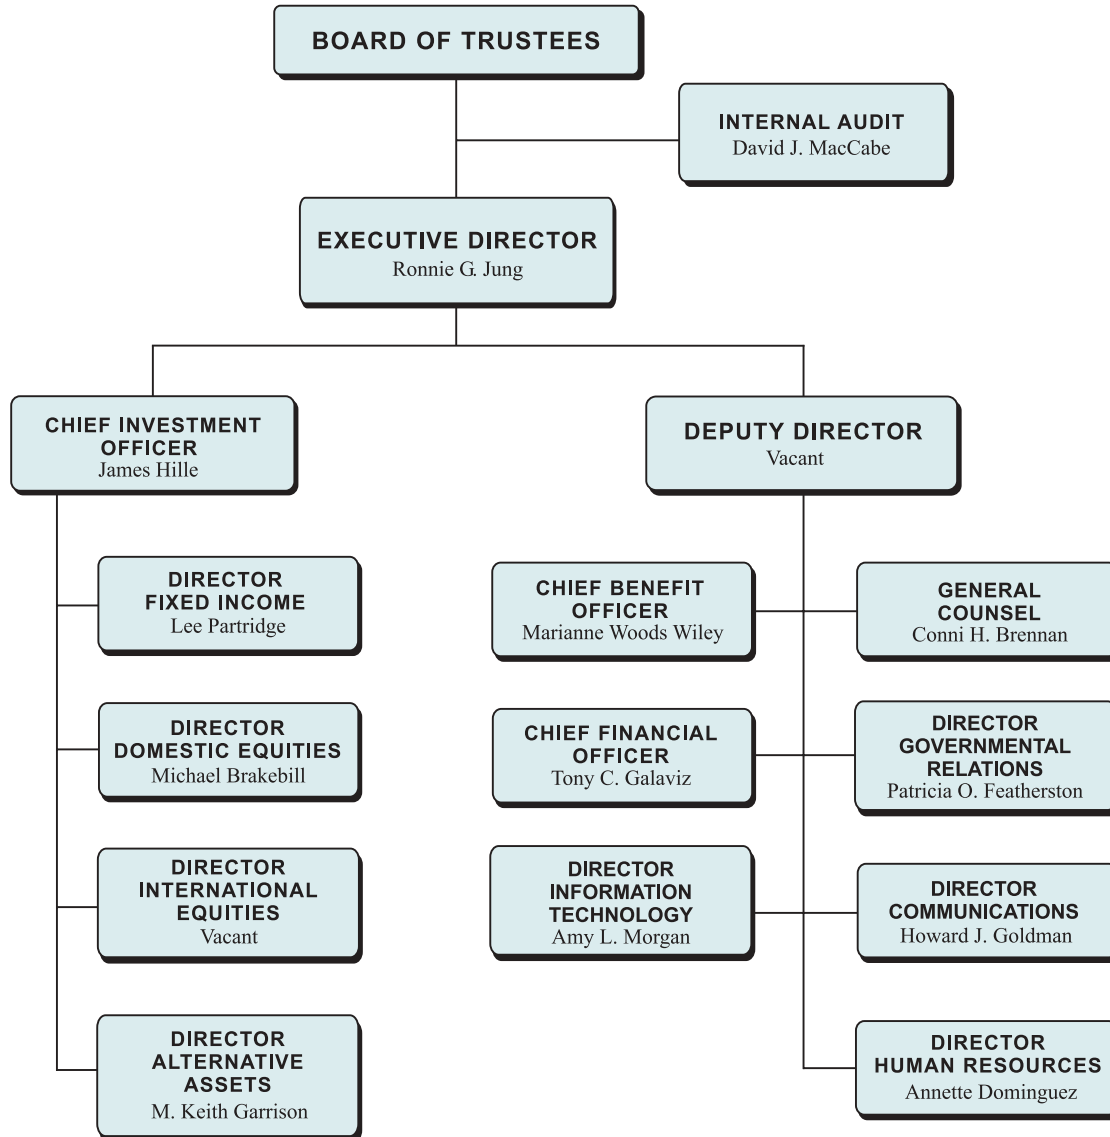 BOARD OF TRUSTEES
INTERNAL AUDIT
David J. MacCabe
EXECUTIVE DIRECTOR
Ronnie G. Jung
CHIEF INVESTMENT
OFFICER
James Hille
DEPUTY DIRECTOR
Vacant
DIRECTOR
FIXED INCOME
Lee Partridge
CHIEF BENEFIT
OFFICER
Marianne Woods Wiley
GENERAL
COUNSEL
Conni H. Brennan
DIRECTOR
DOMESTIC EQUITIES
Michael Brakebill
CHIEF FINANCIAL
OFFICER
Tony C. Galaviz
DIRECTOR
GOVERNMENTAL
RELATIONS
Patricia O. Featherston
DIRECTOR
INTERNATIONAL
EQUITIES
Vacant
DIRECTOR
INFORMATION
TECHNOLOGY
Amy L. Morgan
DIRECTOR
COMMUNICATIONS
Howard J. Goldman
DIRECTOR
ALTERNATIVE
ASSETS
M. Keith Garrison
DIRECTOR
HUMAN RESOURCES
Annette Dominguez